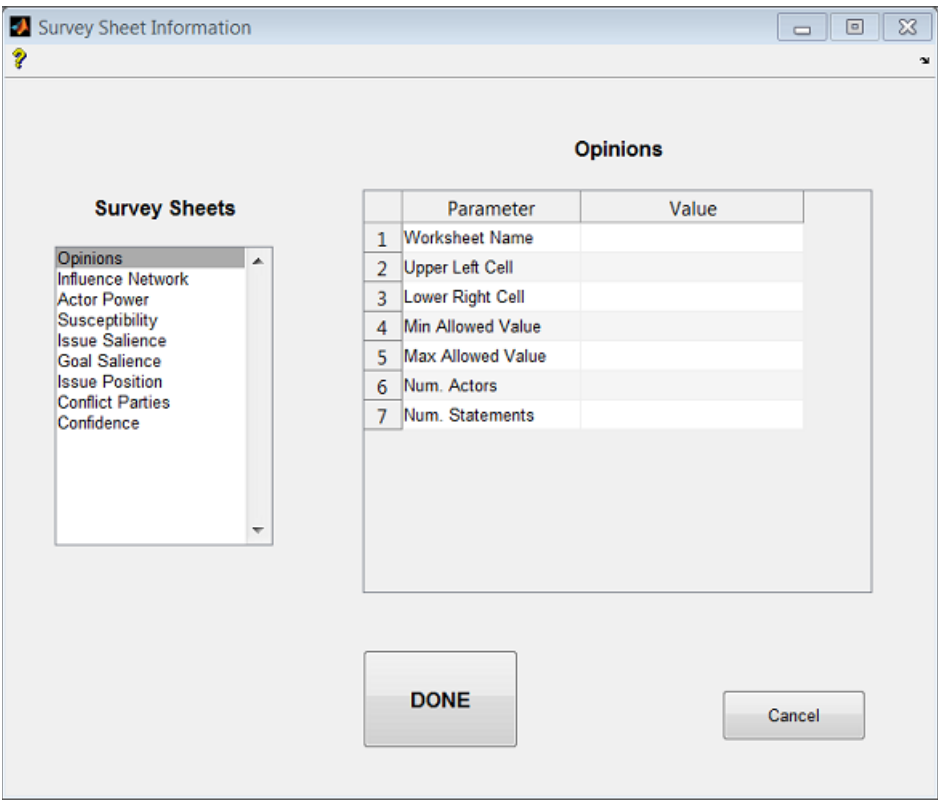 Survey Sheet Information
Opinions
Survey Sheets
Opinions
Influence Network
Actor Power
Susceptibility
Issue Salience
Goal Salience
Issue Position
Conflict Parties
Confidence
Parameter Value
1 Worksheet Name
2 Upper Left Cell
3 Lower Right Cell
4 Min Allowed Value
5 Max Allowed Value
6 Num. Actors
7 Num. Statements
DONE
Cancel